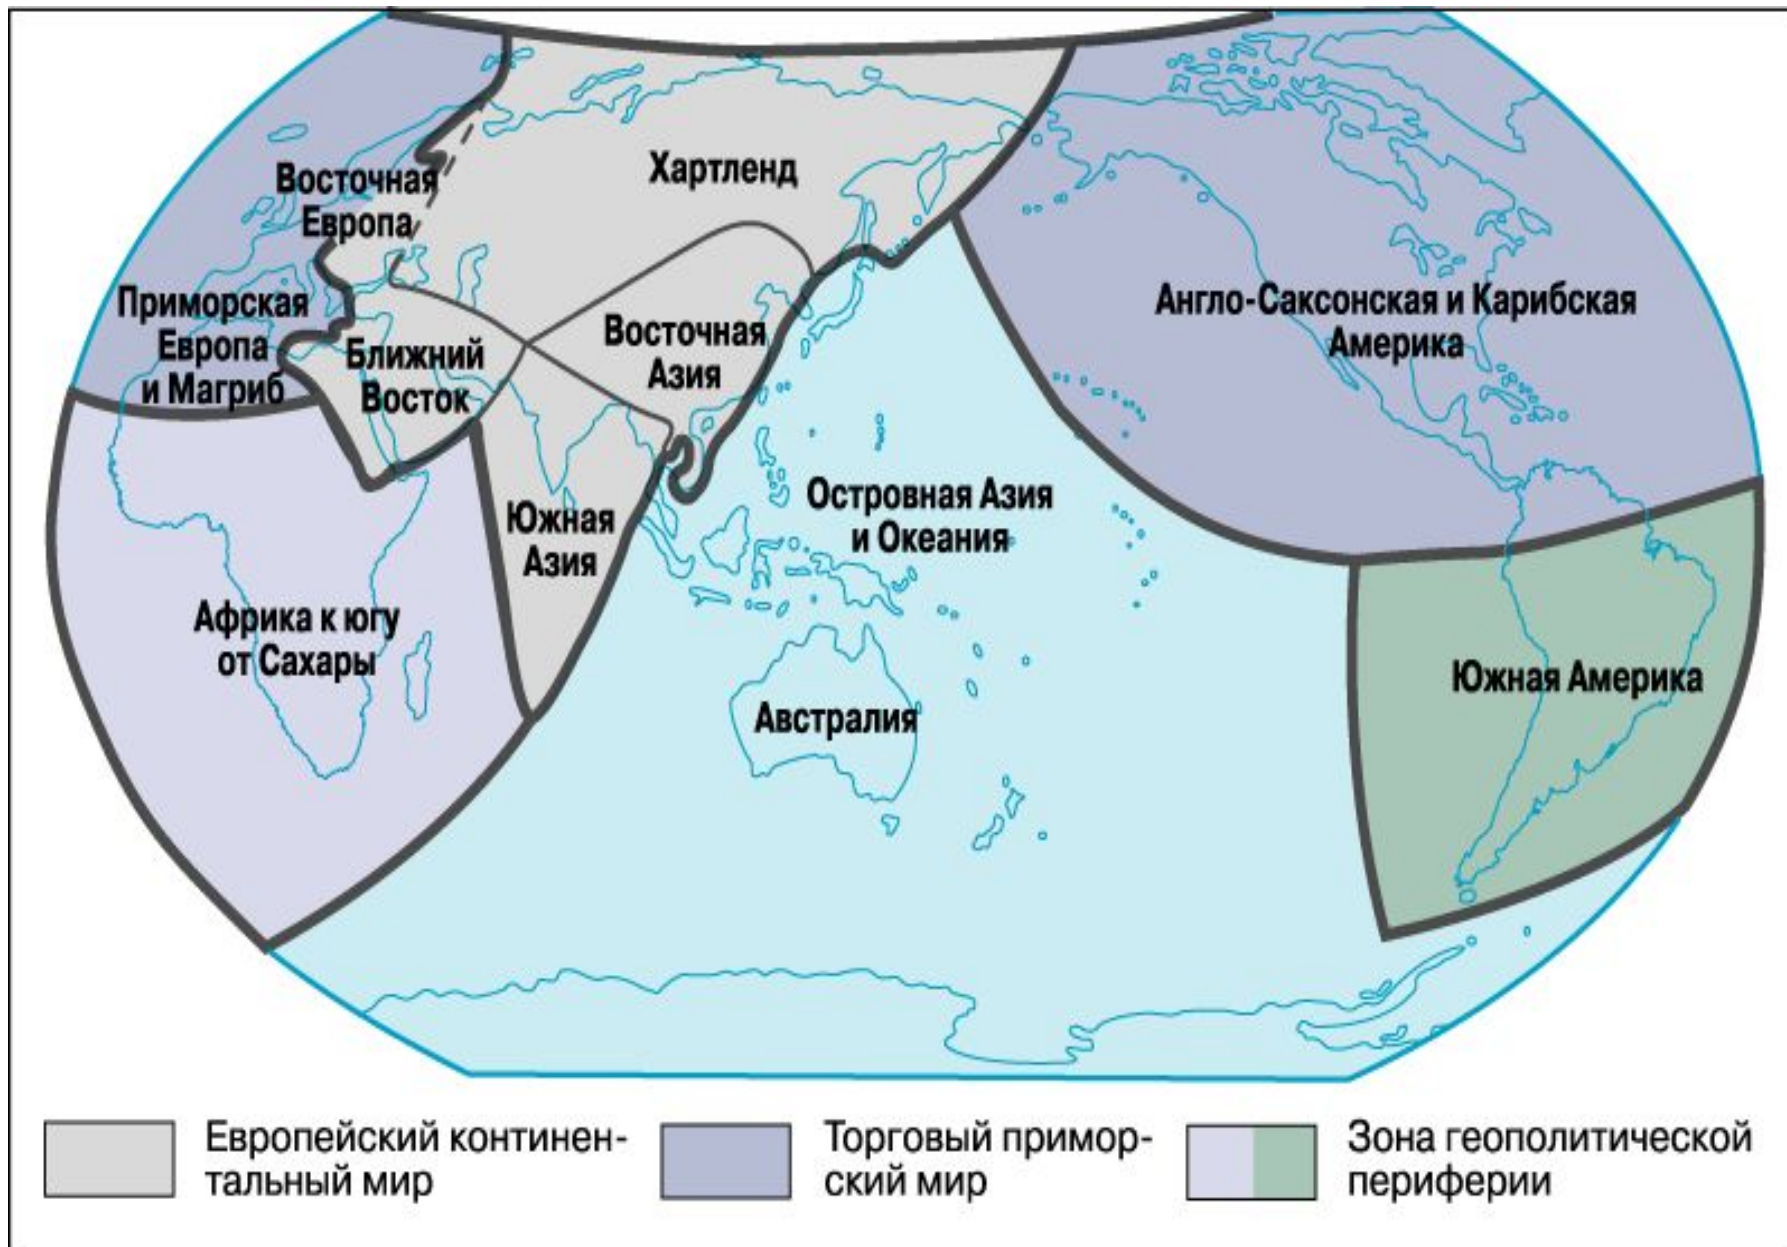 Хартленд
Восточная
Европа
Приморская
Европа
и Магриб
Ближний
Восток
Восточная
Азия
Англо-Саксонская и Карибская
Америка
Южная
Азия
Островная Азия
и Океания
Африка к югу
от Сахары
Австралия
Южная Америка
Европейский континен-
тальный мир
Торговый примор-
ский мир
Зона геополитической
периферии